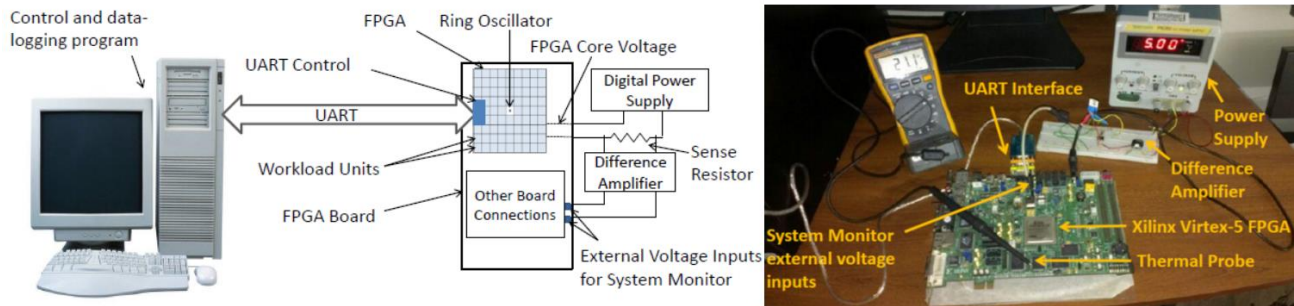 Control and data-
logging program
FPGA
Ring Oscillator
UART Control
FPGA Core Voltage
Digital Power
Supply
UART
Workload Units
Sense
Resistor
Difference
Amplifier
FPGA Board
Other Board
Connections
External Voltage Inputs
for System Monitor
5.00
UART Interface
Power
Supply
Difference
Amplifier
System Monitor
external voltage
inputs
Xilinx Virtex-5 FPGA
Thermal Probe